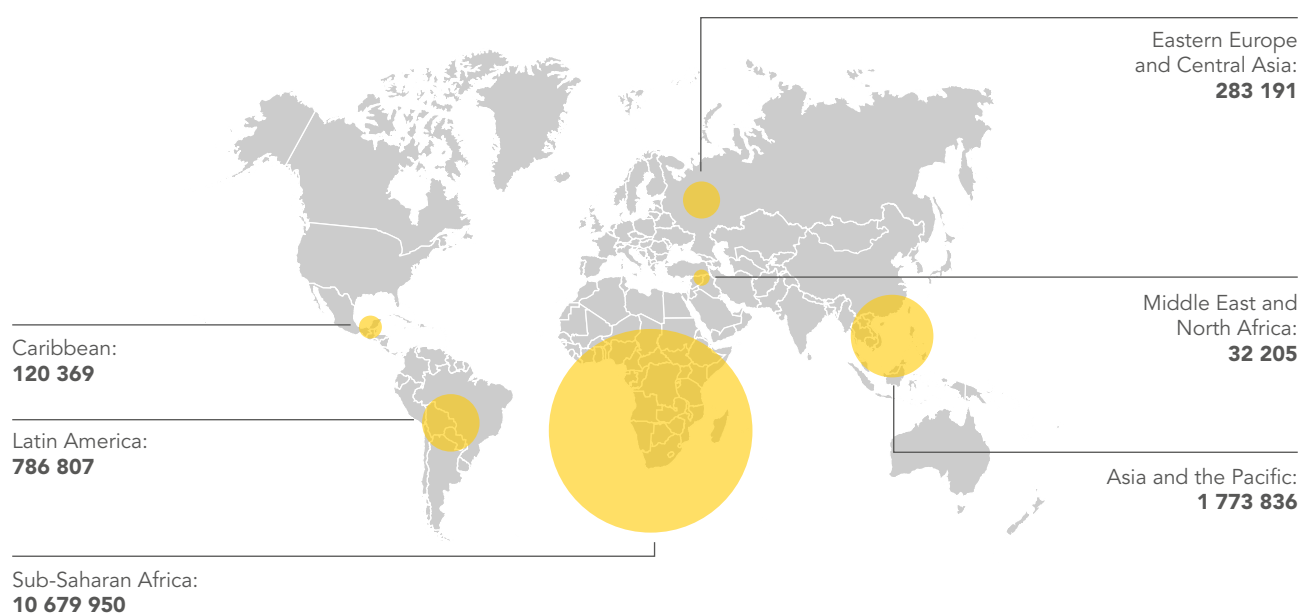 Eastern Europe
and Central Asia:
283 191
Middle East and
North Africa:
32 205
Caribbean:
120 369
Latin America:
786 807
Asia and the Pacific:
1 773 836
Sub-Saharan Africa:
10 679 950